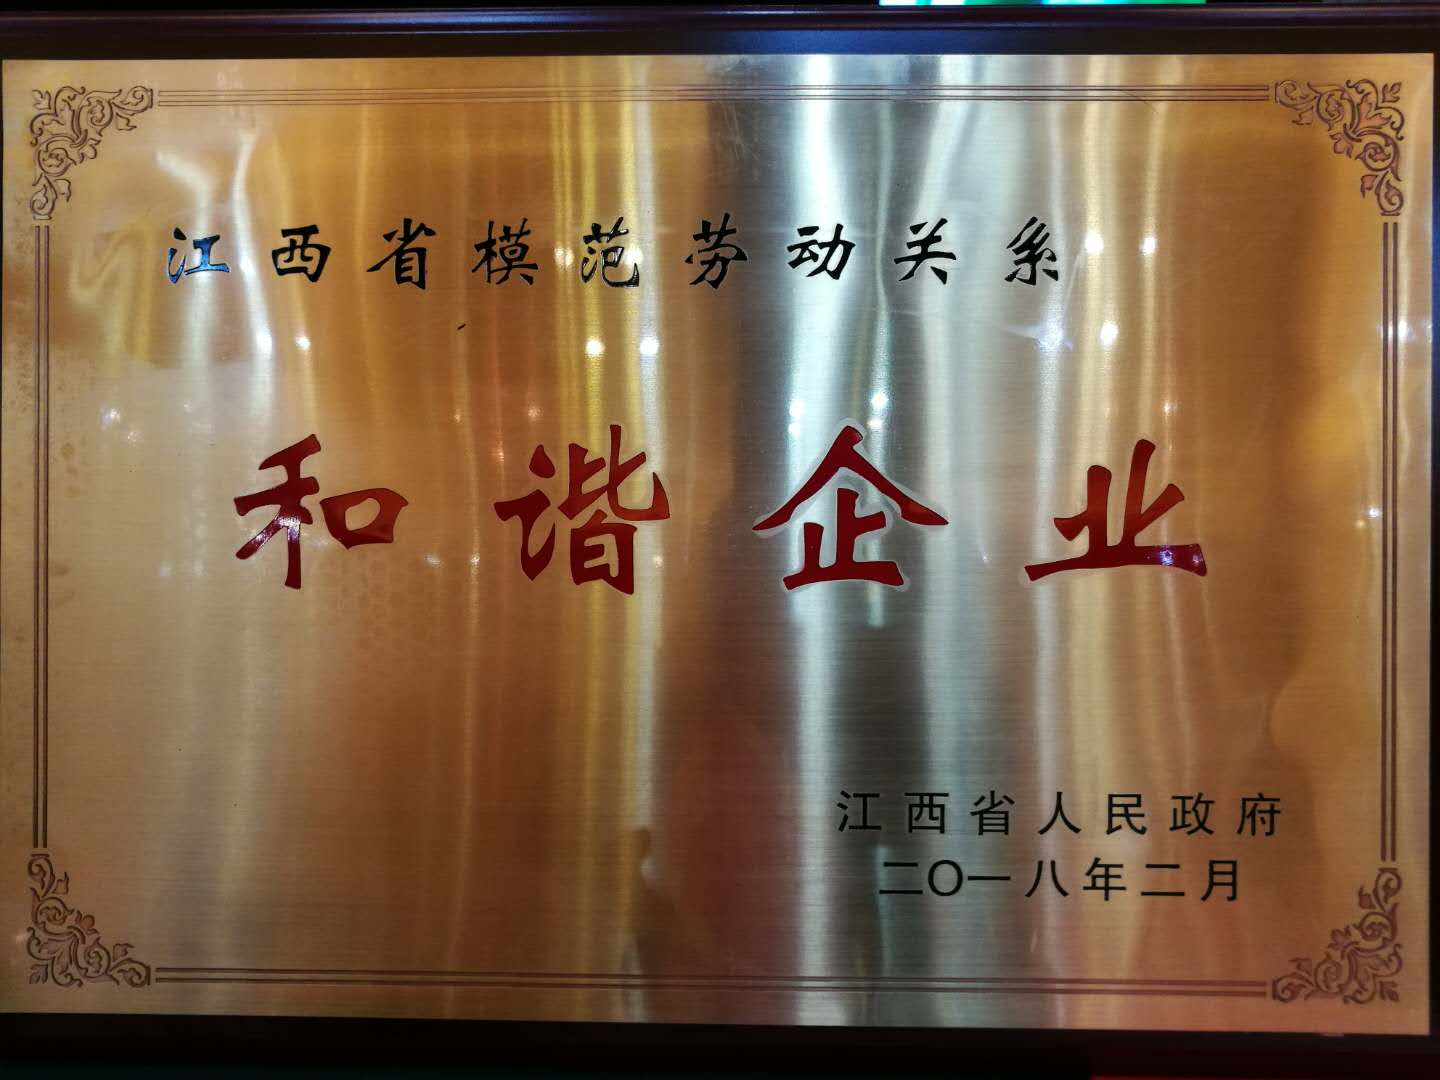 江西省模范劳动关系
和谐企业
江西省人民政府
二〇一八年二月